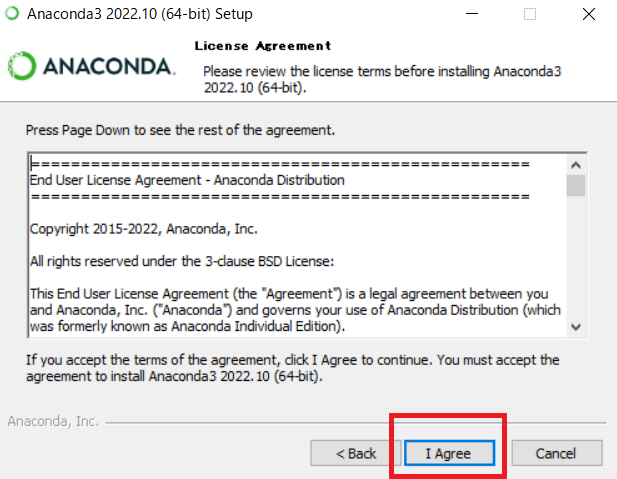 Anaconda3 2022.10 (64-bit) Setup
License Agreement
ANACONDA.
Please review the license terms before installing Anaconda3
2022.10 (64-bit).
Press Page Down to see the rest of the agreement.
==================================================
End User License Agreement - Anaconda Distribution
==================================================
Copyright 2015-2022, Anaconda, Inc.
All rights reserved under the 3-clause BSD License:
This End User License Agreement (the "Agreement") is a legal agreement between you
and Anaconda, Inc. ("Anaconda") and governs your use of Anaconda Distribution (which
was formerly known as Anaconda Individual Edition).
If you accept the terms of the agreement, click I Agree to continue. You must accept the
agreement to install Anaconda3 2022.10 (64-bit).
Anaconda, Inc.
< Back
I Agree
Cancel